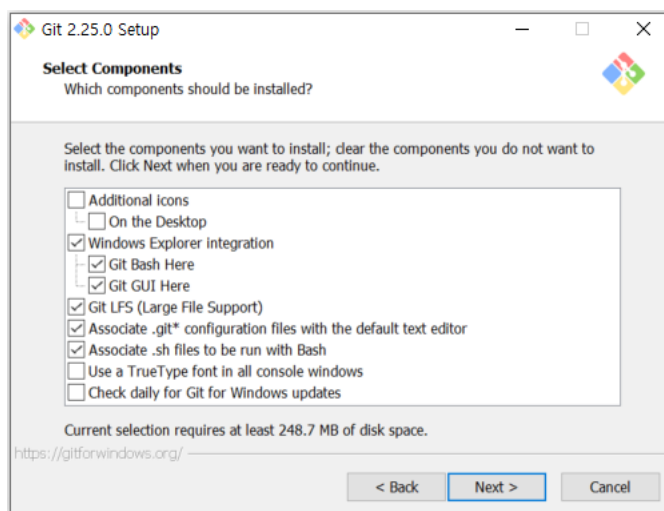 Git 2.25.0 Setup
Select Components
Which components should be installed?
Select the components you want to install; clear the components you do not want to
install. Click Next when you are ready to continue.
Additional icons
On the Desktop
Windows Explorer integration
Git Bash Here
Git GUI Here
Git LFS (Large File Support)
Associate .git* configuration files with the default text editor
Associate .sh files to be run with Bash
Use a TrueType font in all console windows
Check daily for Git for Windows updates
Current selection requires at least 248.7 MB of disk space.
https://gitforwindows.org/
< Back Next > Cancel